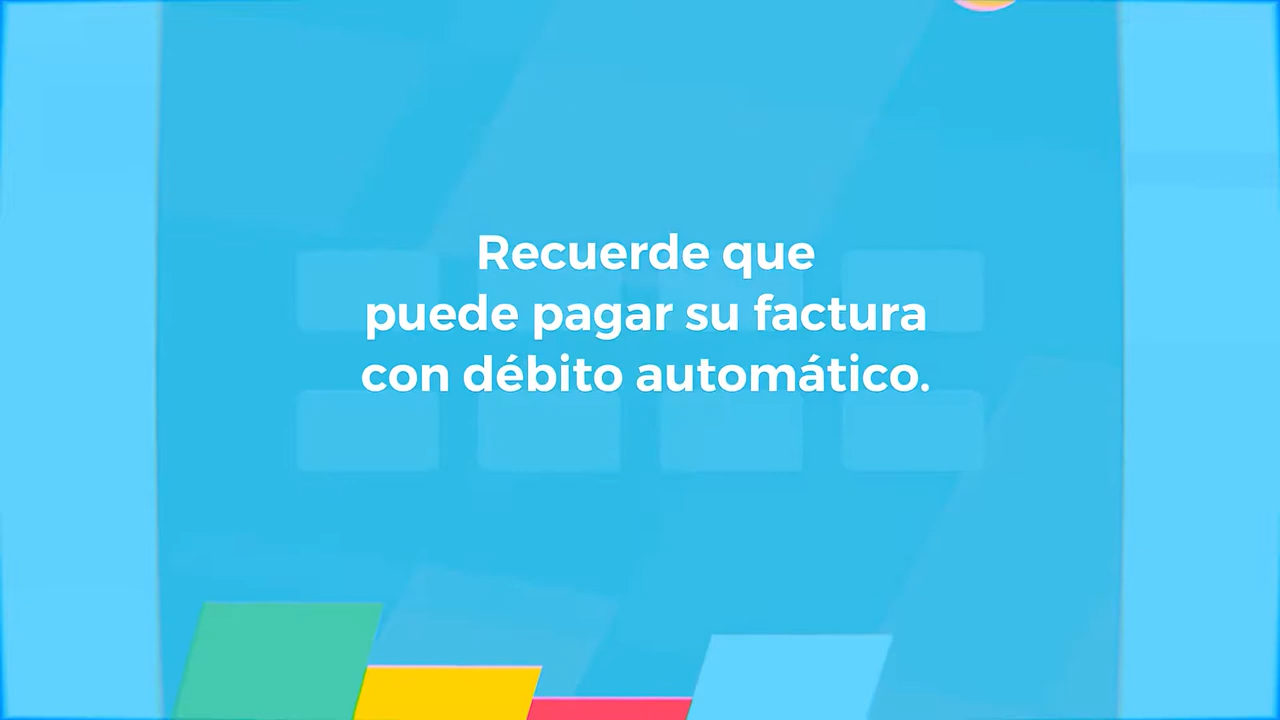 Recuerde que
puede pagar su factura
con débito automático.